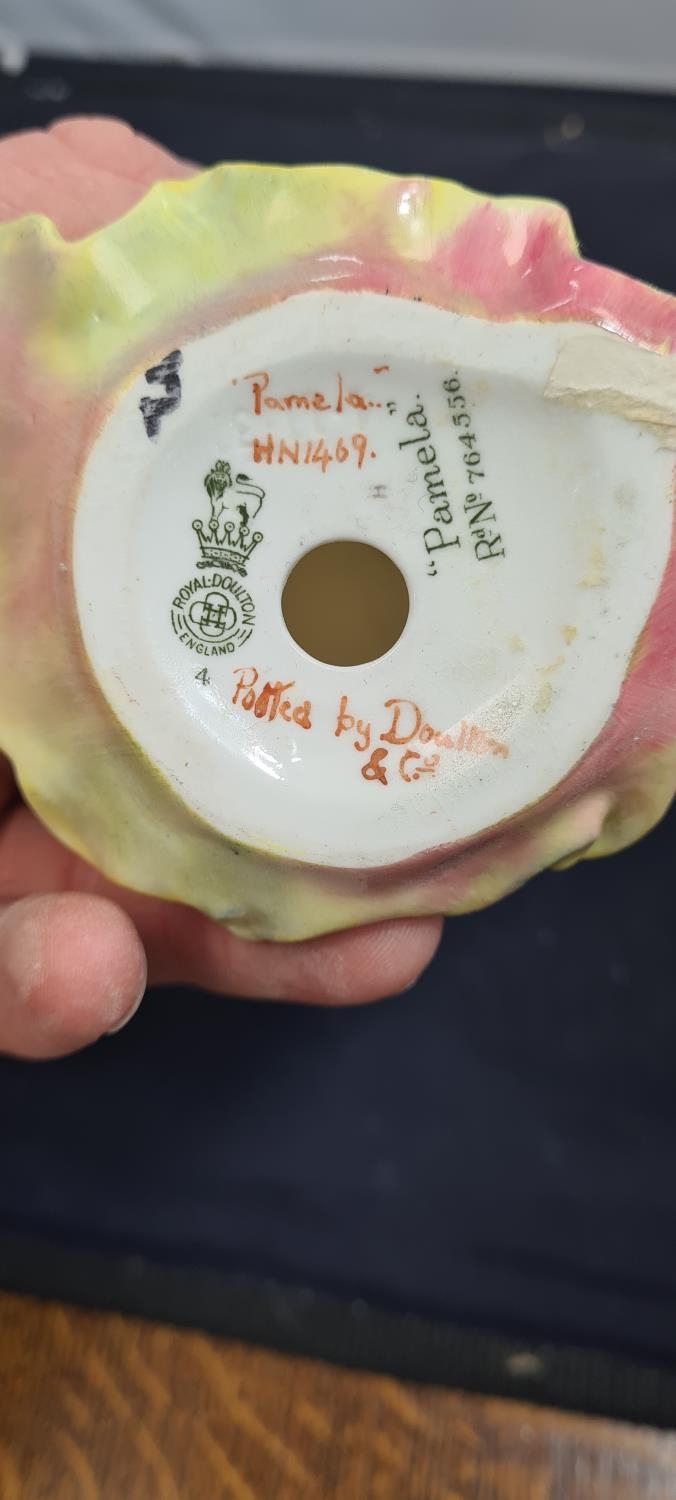 "Pamela."
HN1469.
"Pamela."
Rd No 764556.
H
ROYAL·DOULTON
ENGLAND
4
Potted by Doulton
& Co.